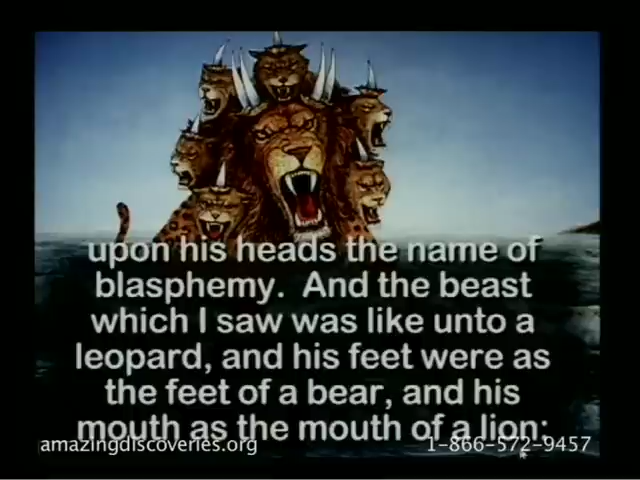 upon his heads the name of
blasphemy.  And the beast
which I saw was like unto a
leopard, and his feet were as
the feet of a bear, and his
mouth as the mouth of a lion:
amazingdiscoveries.org
1-866-572-9457